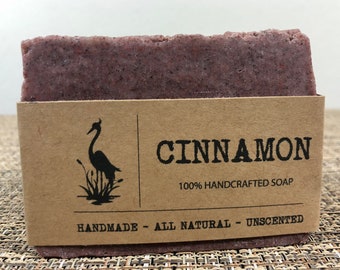 CINNAMON
100% HANDCRAFTED SOAP
HANDMADE - ALL NATURAL - UNSCENTED